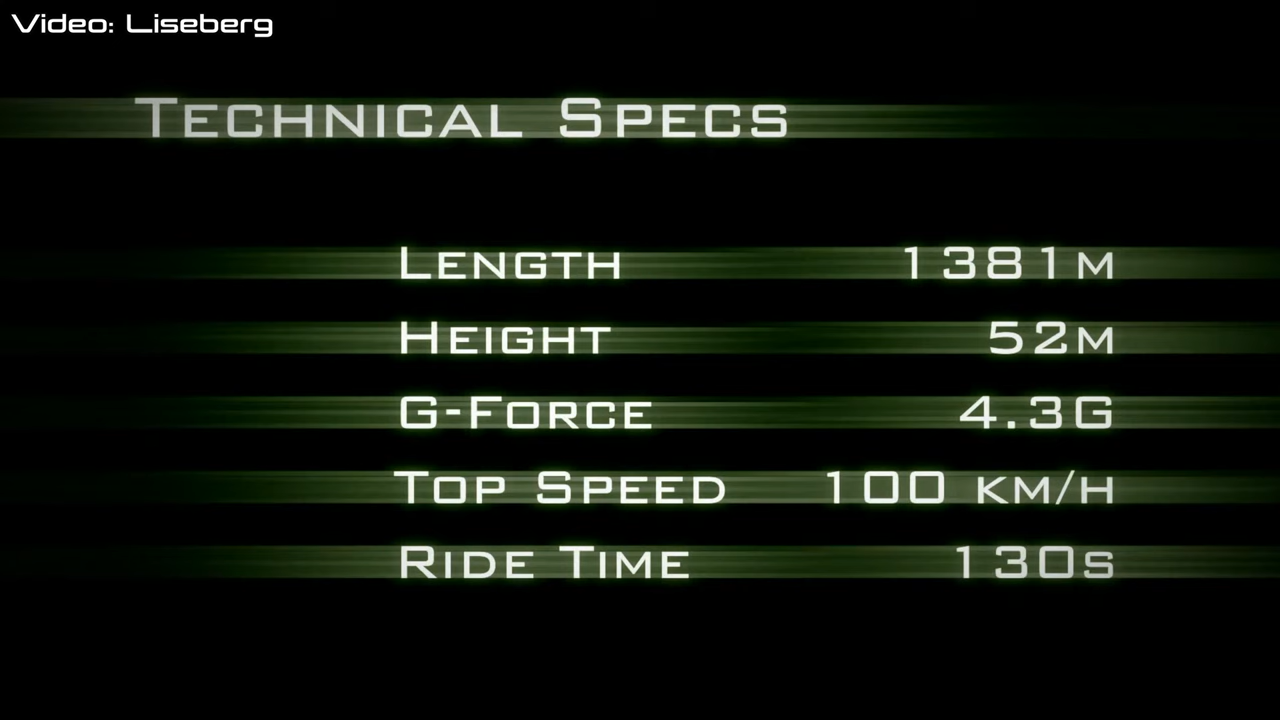 Video: Liseberg
Technical Specs
Length 1381m
Height 52m
G-Force 4.3G
Top Speed 100 km/h
Ride Time 130s